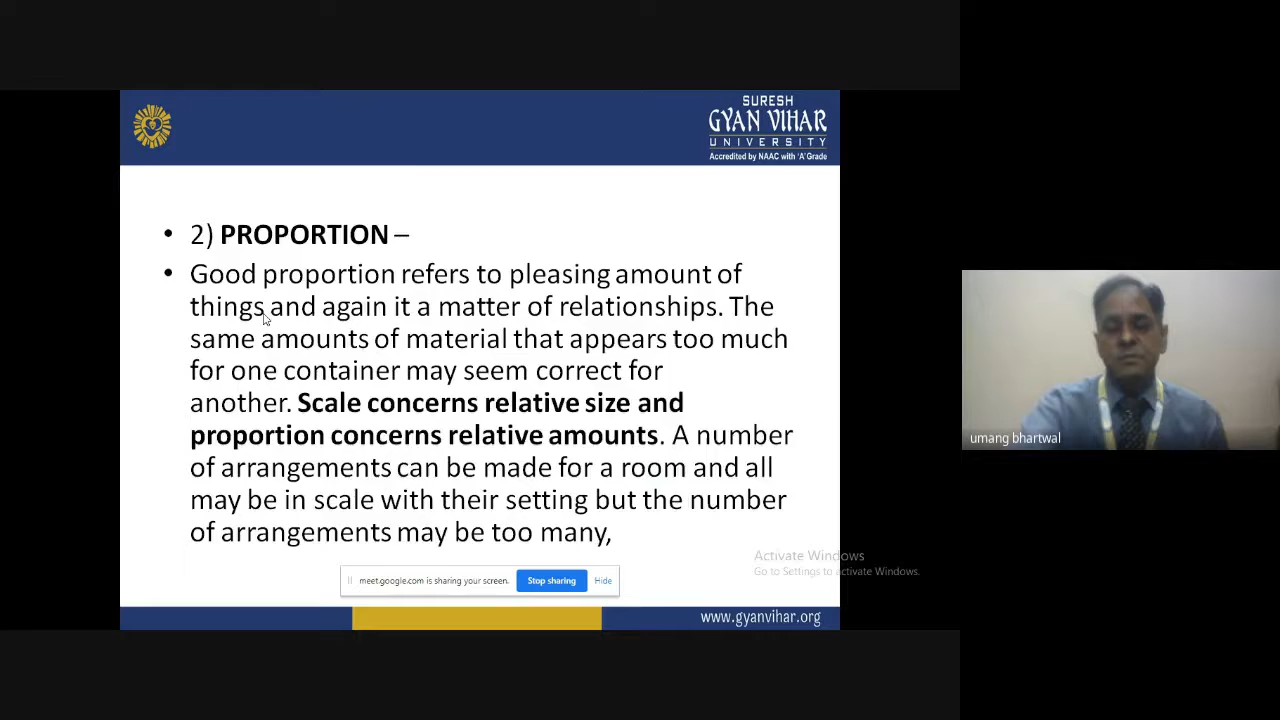 SURESH
GYAN VIHAR
UNIVERSITY
Accredited by NAAC with 'A' Grade
• 2) PROPORTION –
• Good proportion refers to pleasing amount of
things and again it a matter of relationships. The
same amounts of material that appears too much
for one container may seem correct for
another. Scale concerns relative size and
proportion concerns relative amounts. A number
of arrangements can be made for a room and all
may be in scale with their setting but the number
of arrangements may be too many,
umang bhartwal
Activate Windows
Go to Settings to activate Windows.
meet.google.com is sharing your screen. Stop sharing Hide
www.gyanvihar.org